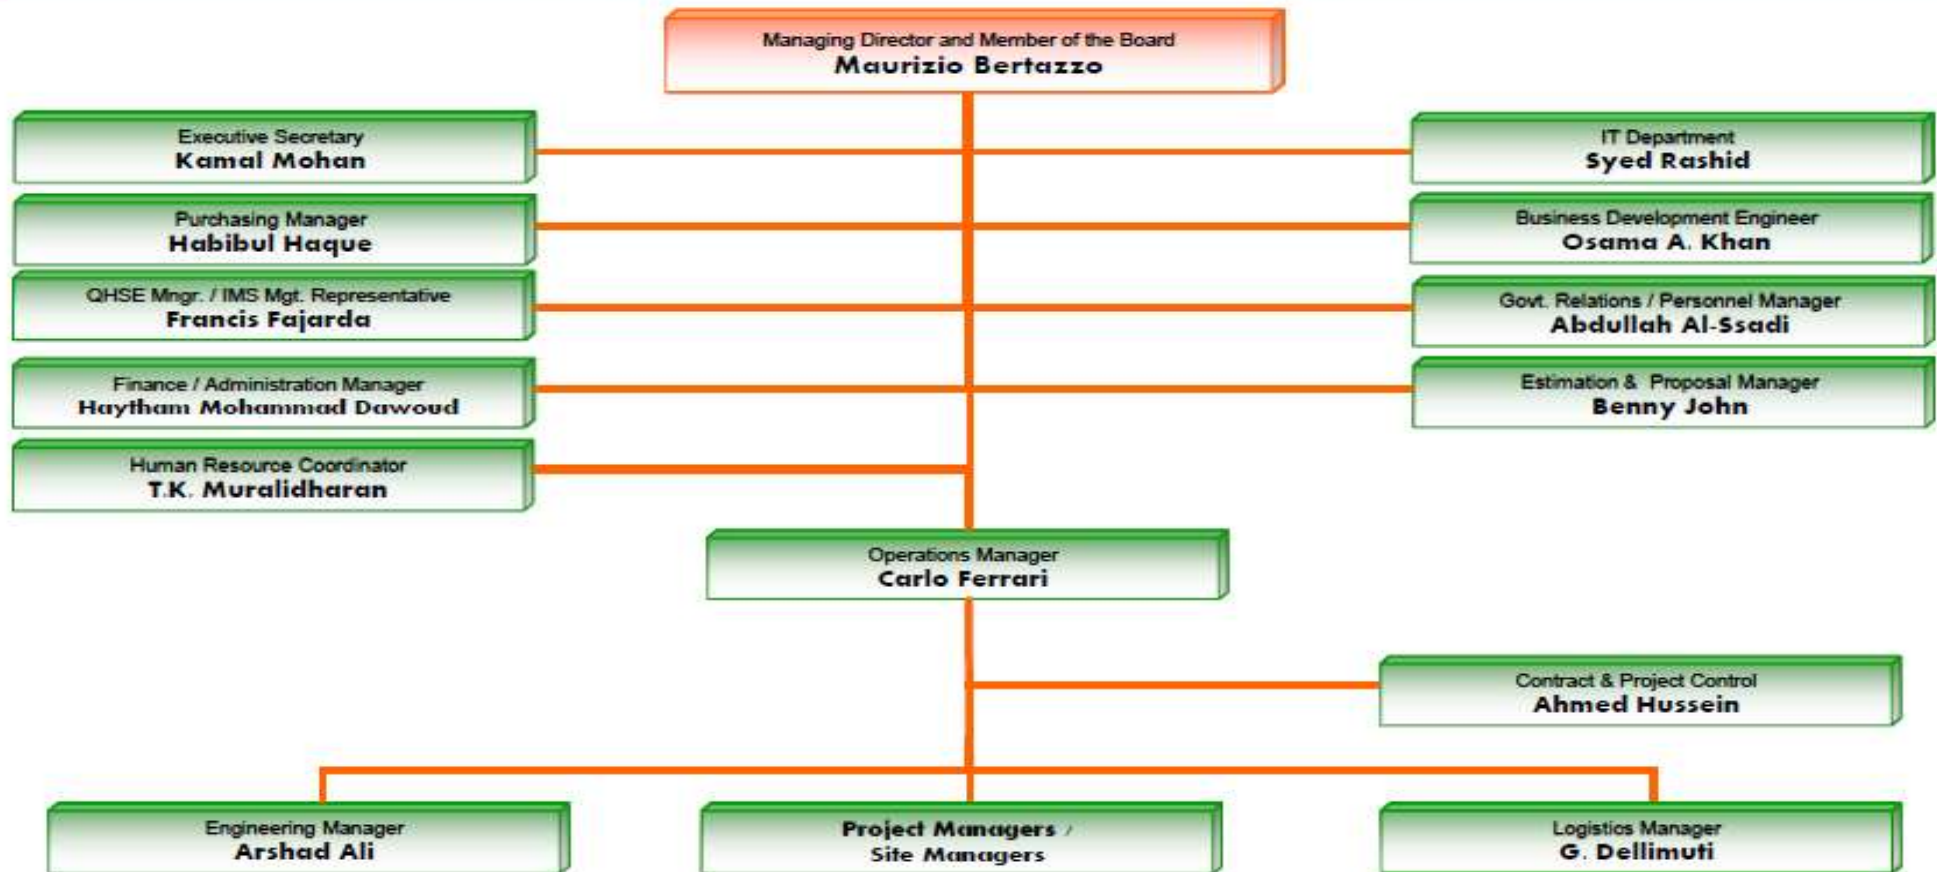 Managing Director and Member of the Board
Maurizio Bertazzo
Executive Secretary
Kamal Mohan
IT Department
Syed Rashid
Purchasing Manager
Habibul Haque
Business Development Engineer
Osama A. Khan
QHSE Mngr. / IMS Mgt. Representative
Francis Fajarda
Govt. Relations / Personnel Manager
Abdullah Al-Ssadi
Finance / Administration Manager
Haytham Mohammad Dawoud
Estimation & Proposal Manager
Benny John
Human Resource Coordinator
T.K. Muralidharan
Operations Manager
Carlo Ferrari
Contract & Project Control
Ahmed Hussein
Engineering Manager
Arshad Ali
Project Managers /
Site Managers
Logistics Manager
G. Dellimuti